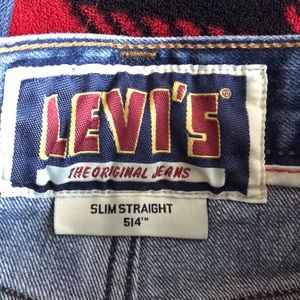 LEVI'S®
THE ORIGINAL JEANS
SLIM STRAIGHT
514™